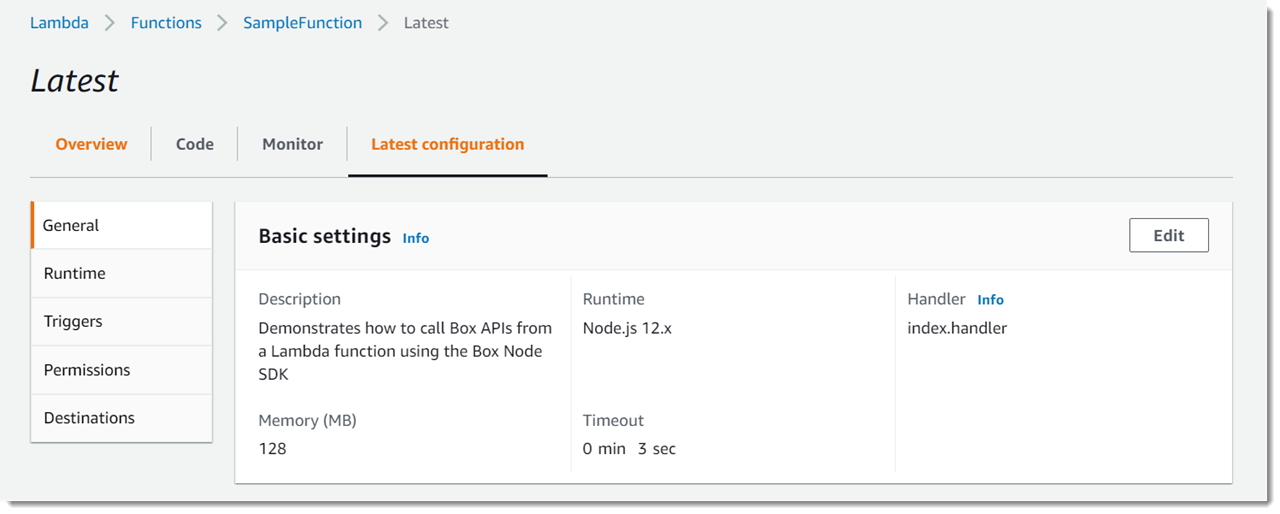 Lambda > Functions > SampleFunction > Latest
Latest
Overview Code Monitor Latest configuration
General
Runtime
Triggers
Permissions
Destinations
Basic settings Info Edit
Description
Demonstrates how to call Box APIs from
a Lambda function using the Box Node
SDK
Runtime
Node.js 12.x
Handler Info
index.handler
Memory (MB)
128
Timeout
0 min 3 sec